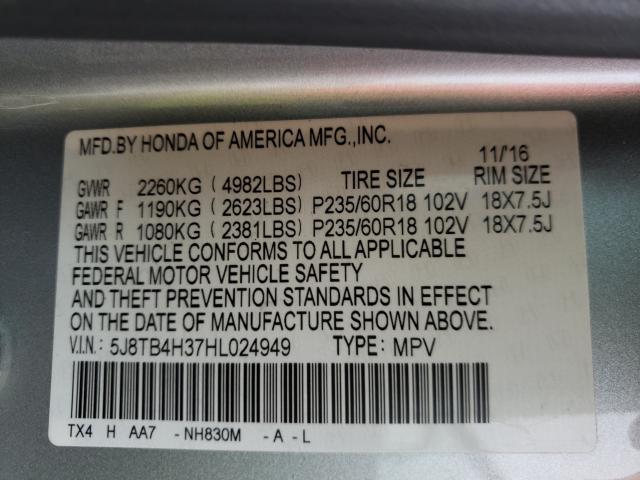 MFD.BY HONDA OF AMERICA MFG.,INC.
11/'16
GVWR 2260KG (4982LBS) TIRE SIZE RIM SIZE
GAWR F 1190KG (2623LBS) P235/60R18 102V 18X7.5J
GAWR R 1080KG (2381LBS) P235/60R18 102V 18X7.5J
THIS VEHICLE CONFORMS TO ALL APPLICABLE
FEDERAL MOTOR VEHICLE SAFETY
AND THEFT PREVENTION STANDARDS IN EFFECT
ON THE DATE OF MANUFACTURE SHOWN ABOVE.
V.I.N.: 5J8TB4H37HL024949 TYPE: MPV
TX4 H AA7 -NH830M -A-L